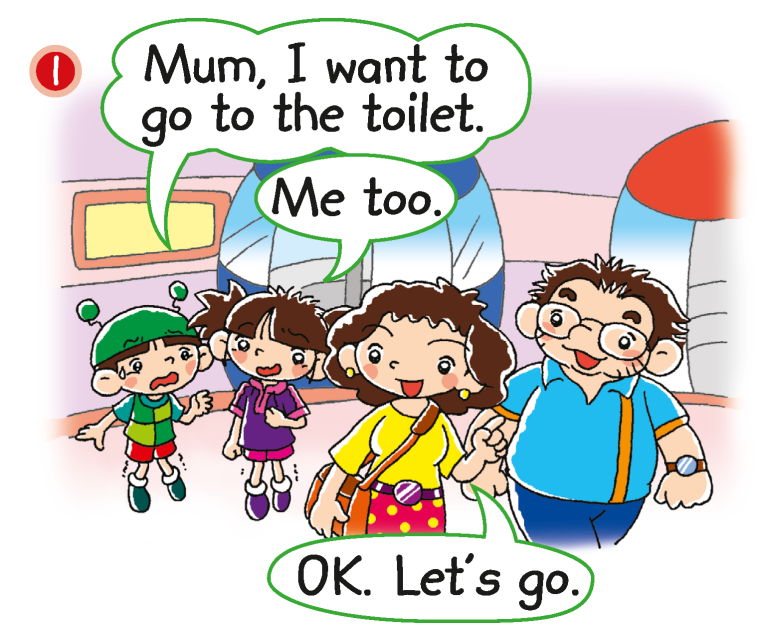 1
Mum, I want to
go to the toilet.
Me too.
OK. Let's go.